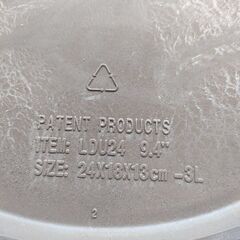 PATENT PRODUCTS
ITEM: LDU24 9.4"
SIZE: 24X18X13cm -3L
2